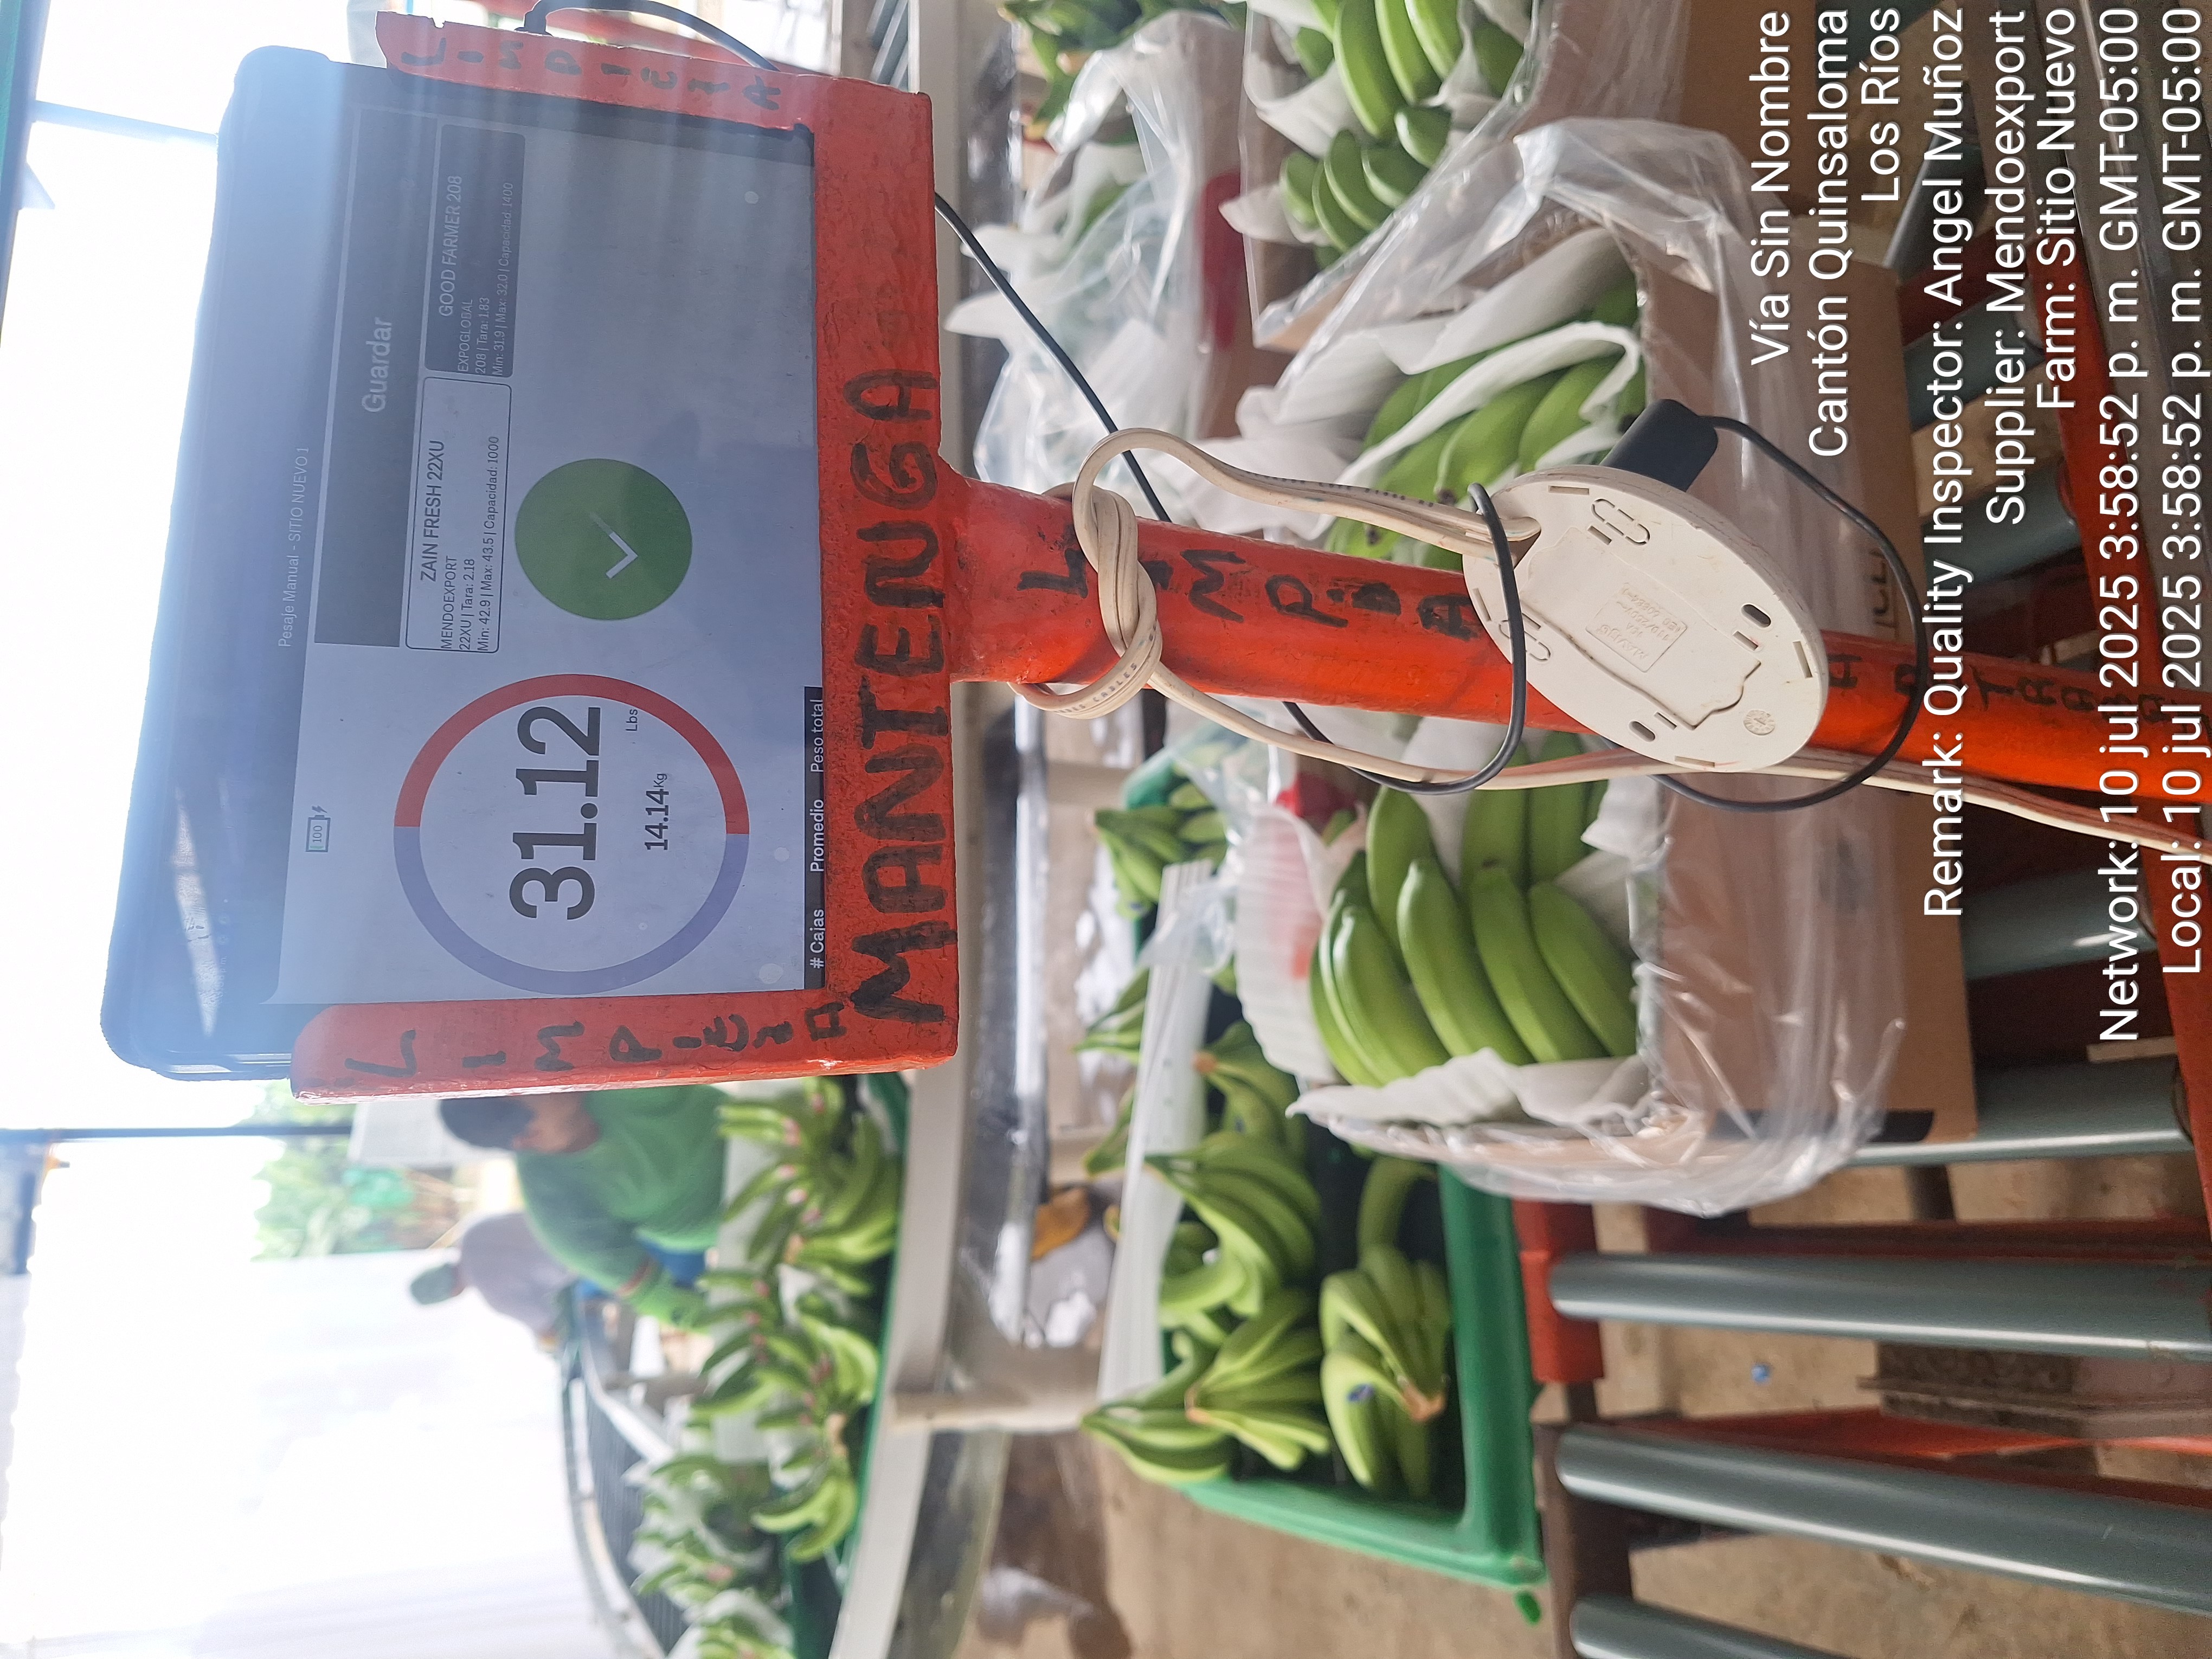 Pesaje Manual - SITIO NUEVO 1
100
Guardar
ZAIN FRESH 22XU
MENDOEXPORT
22XU | Tara: 2.18
Min: 42.9 | Max: 43.5 | Capacidad: 1000
GOOD FARMER 208
EXPOGLOBAL
208 | Tara: 1.83
Min: 31.9 | Max: 32.0 | Capacidad: 1400
31.12
Lbs
14.14 Kg
# Cajas Promedio Peso total
LIMPIEZA
LIMPIEZA
MANTENGA
LIMPIDA
Vía Sin Nombre
Cantón Quinsaloma
Los Ríos
Remark: Quality Inspector: Angel Muñoz
Supplier: Mendoexport
Farm: Sitio Nuevo
Network: 10 jul 2025 3:58:52 p. m. GMT-05:00
Local: 10 jul 2025 3:58:52 p. m. GMT-05:00